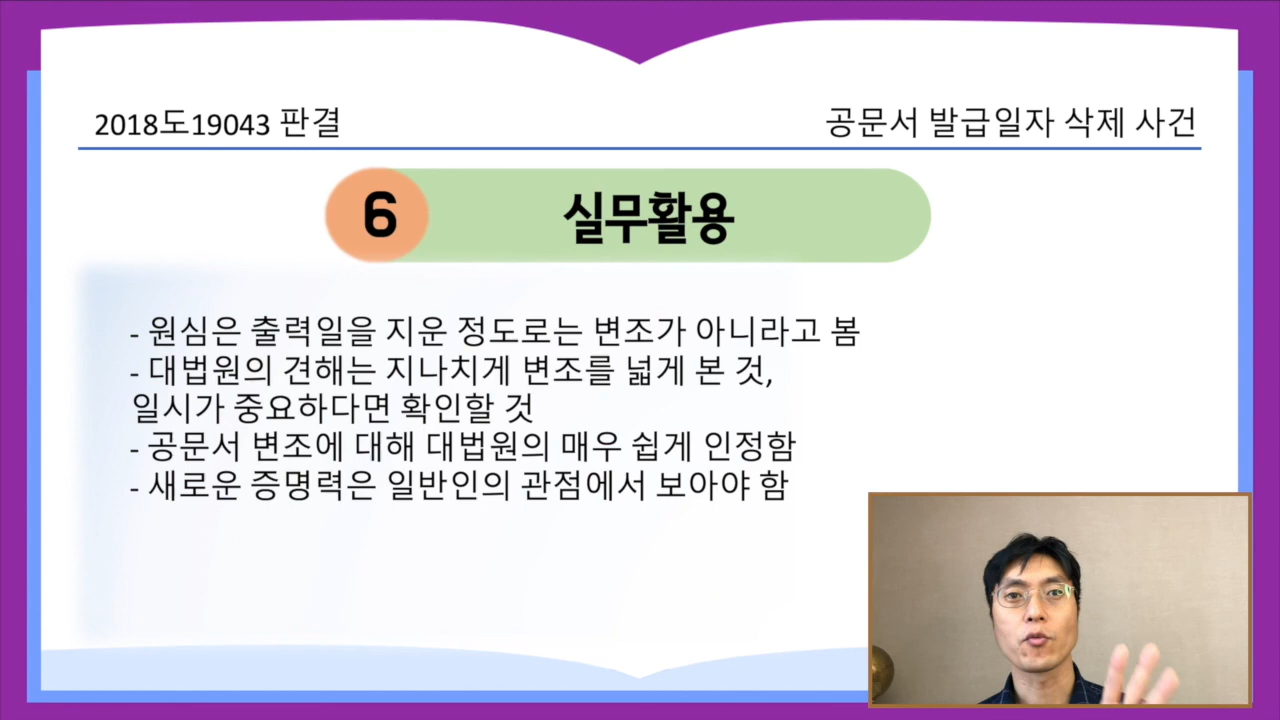 2018도19043 판결
공문서 발급일자 삭제 사건
6
실무활용
- 원심은 출력일을 지운 정도로는 변조가 아니라고 봄
- 대법원의 견해는 지나치게 변조를 넓게 본 것,
일시가 중요하다면 확인할 것
- 공문서 변조에 대해 대법원의 매우 쉽게 인정함
- 새로운 증명력은 일반인의 관점에서 보아야 함